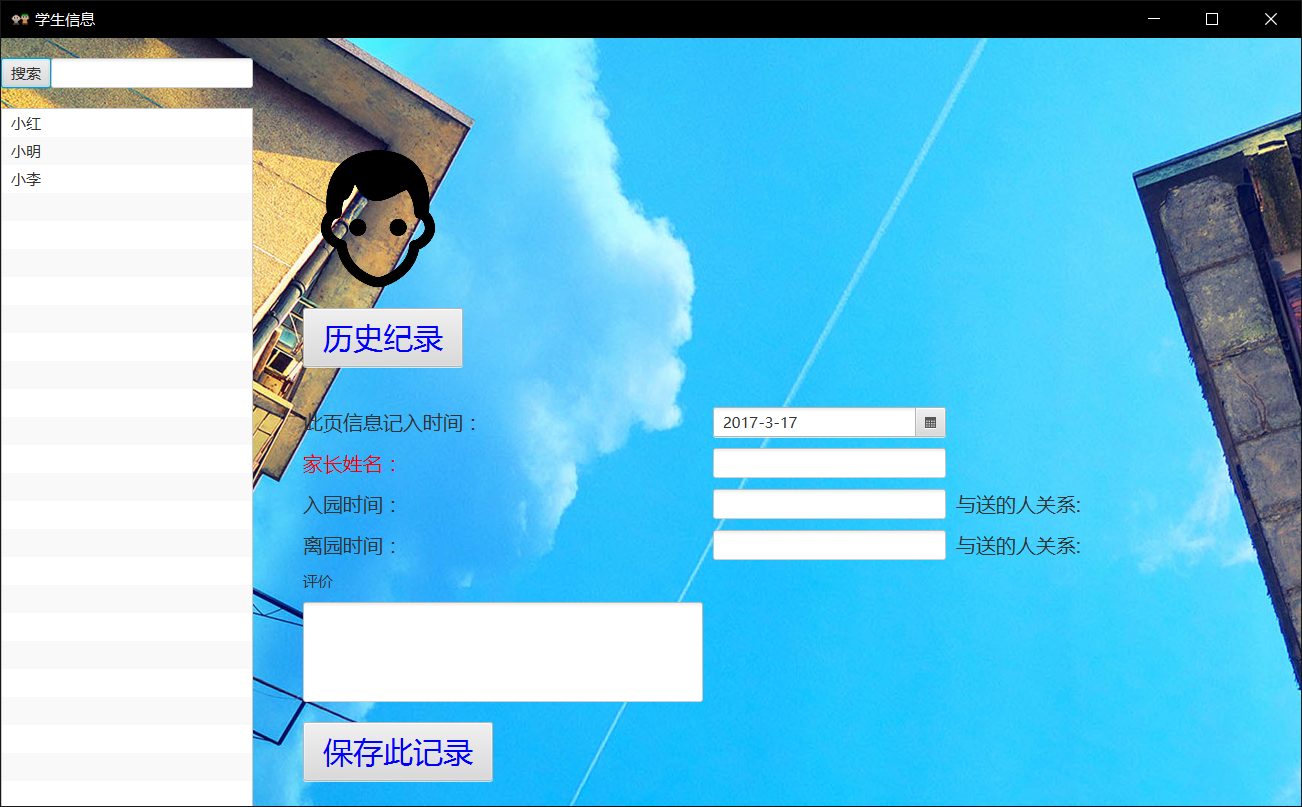 学生信息
搜索
小红
小明
小李
历史纪录
此页信息记入时间： 2017-3-17
家长姓名：
入园时间： 与送的人关系:
离园时间： 与送的人关系:
评价
保存此记录